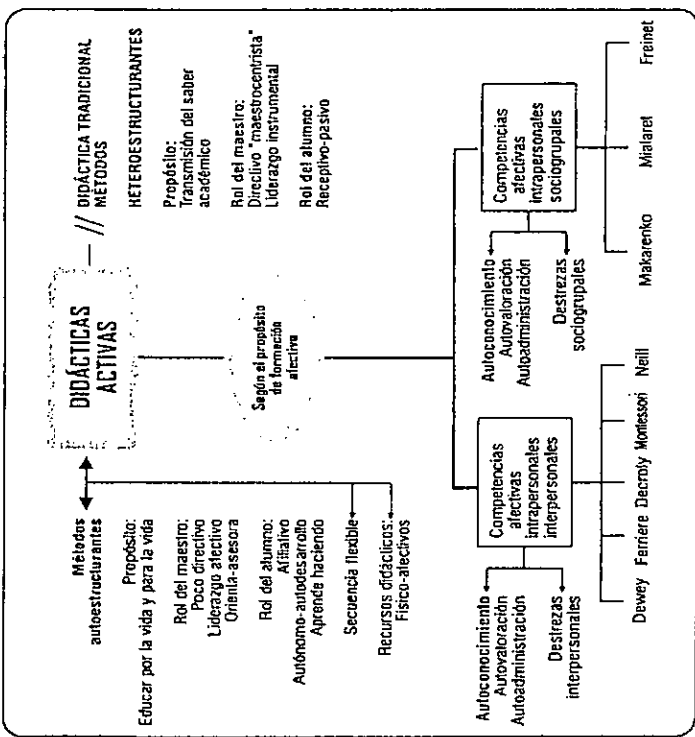 DIDÁCTICAS
ACTIVAS
//
DIDÁCTICA TRADICIONAL
MÉTODOS
HETEROESTRUCTURANTES
Propósito:
Transmisión del saber
académico
Rol del maestro:
Directivo "maestrocentrista"
Liderazgo instrumental
Rol del alumno:
Receptivo-pasivo
Métodos
autoestructurantes
Propósito:
Educar por la vida y para la vida
Rol del maestro:
Poco directivo
Liderazgo afectivo
Orienta-asesora
Rol del alumno:
Afiliativo
Autónomo-autodesarrollo
Aprende haciendo
Secuencia flexible
Recursos didácticos:
Físico-afectivos
Según el propósito
de formación
afectiva
Competencias
afectivas
intrapersonales
interpersonales
Autoconocimiento
Autovaloración
Autoadministración
Destrezas
interpersonales
Dewey Ferriere Decroly Montessori Neill
Competencias
afectivas
intrapersonales
sociogrupales
Autoconocimiento
Autovaloración
Autoadministración
Destrezas
sociogrupales
Makarenko Mialaret Freinet